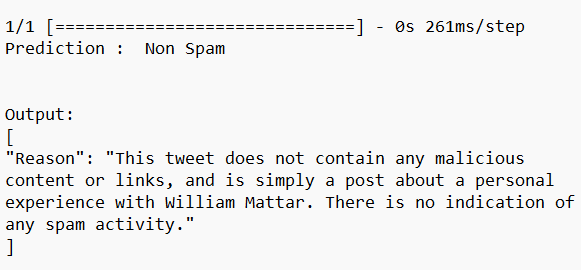 1/1 [==============================] - 0s 261ms/step
Prediction :  Non Spam
Output:
[
"Reason": "This tweet does not contain any malicious
content or links, and is simply a post about a personal
experience with William Mattar. There is no indication of
any spam activity."
]